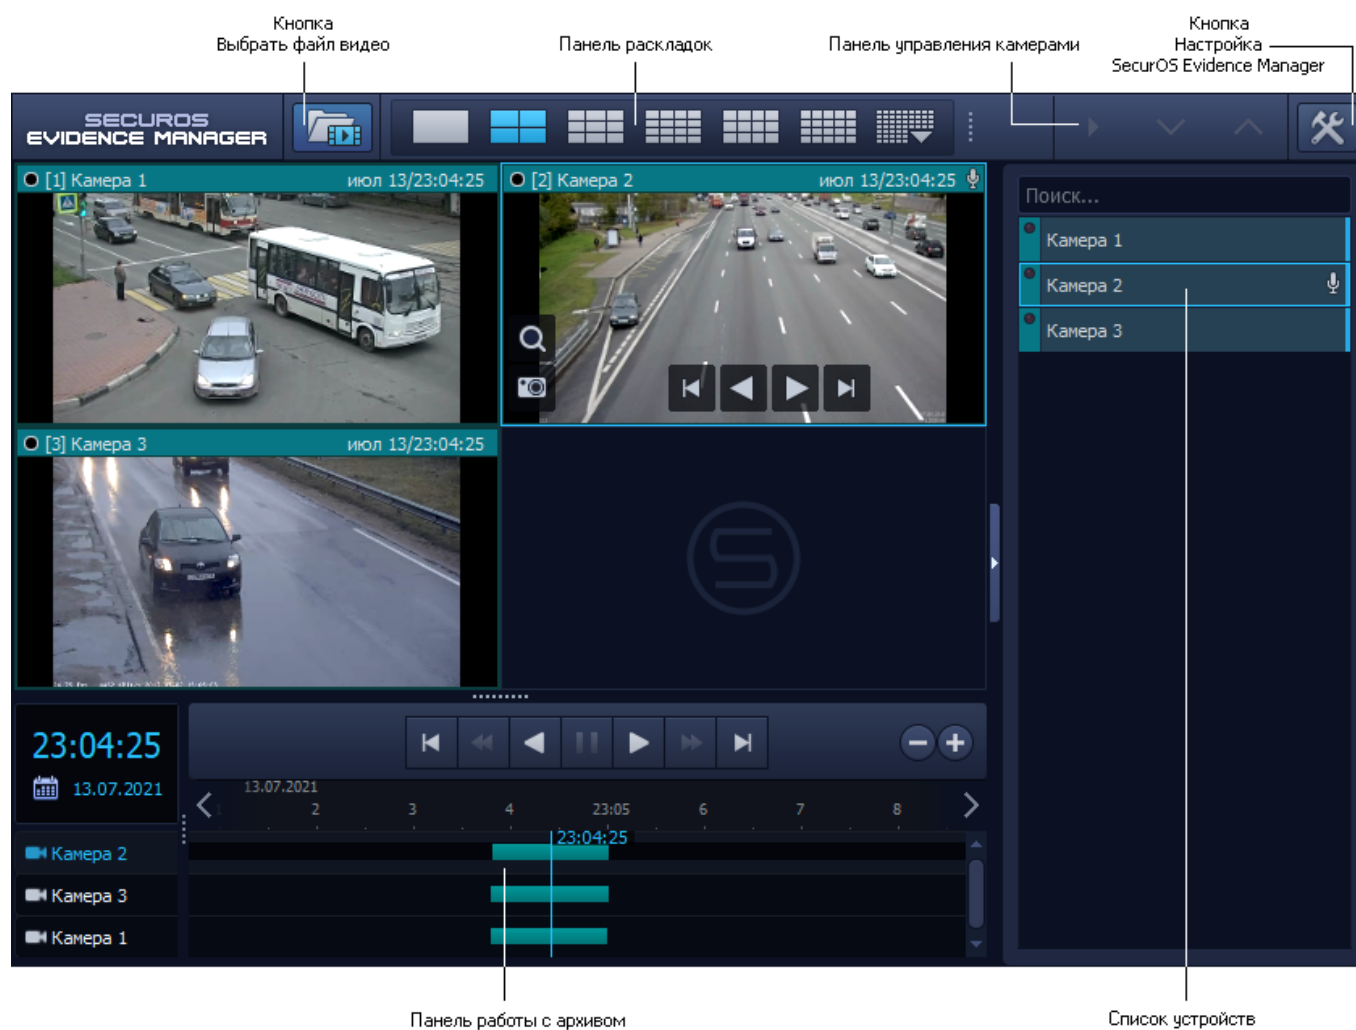 Кнопка
Выбрать файл видео
Панель раскладок
Панель управления камерами
Кнопка
Настройка
SecurOS Evidence Manager
SECUROS
EVIDENCE MANAGER
[1] Камера 1
июл 13/23:04:25
[2] Камера 2
июл 13/23:04:25
Поиск...
Камера 1
Камера 2
Камера 3
[3] Камера 3
июл 13/23:04:25
23:04:25
13.07.2021
13.07.2021
1 2 3 4 23:05 6 7 8
23:04:25
Камера 2
Камера 3
Камера 1
Панель работы с архивом
Список устройств